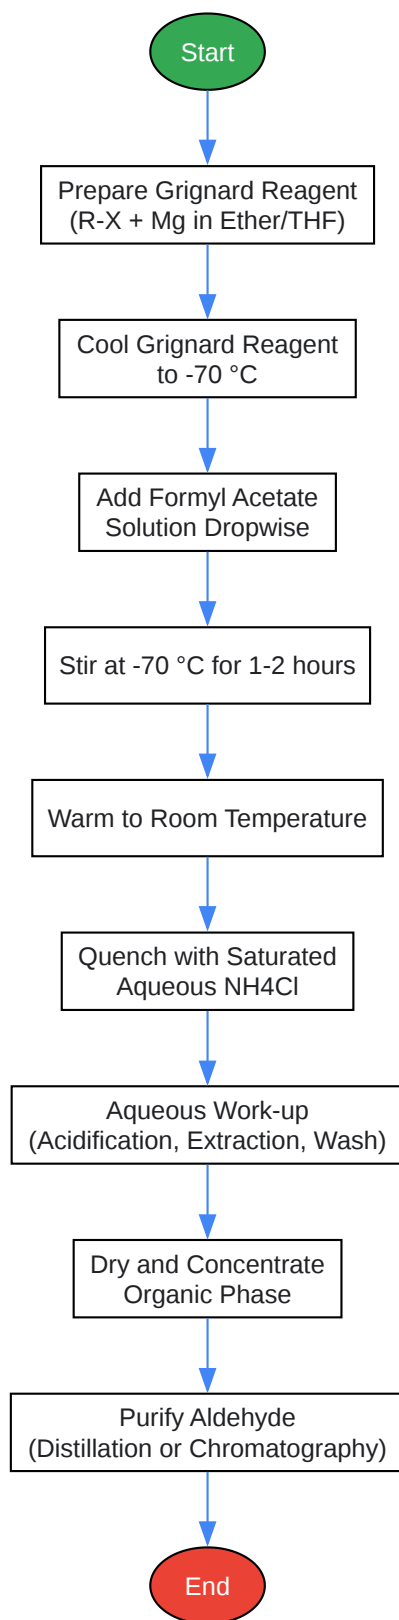 Start
Prepare Grignard Reagent
(R-X + Mg in Ether/THF)
Cool Grignard Reagent
to -70 °C
Add Formyl Acetate
Solution Dropwise
Stir at -70 °C for 1-2 hours
Warm to Room Temperature
Quench with Saturated
Aqueous NH4Cl
Aqueous Work-up
(Acidification, Extraction, Wash)
Dry and Concentrate
Organic Phase
Purify Aldehyde
(Distillation or Chromatography)
End